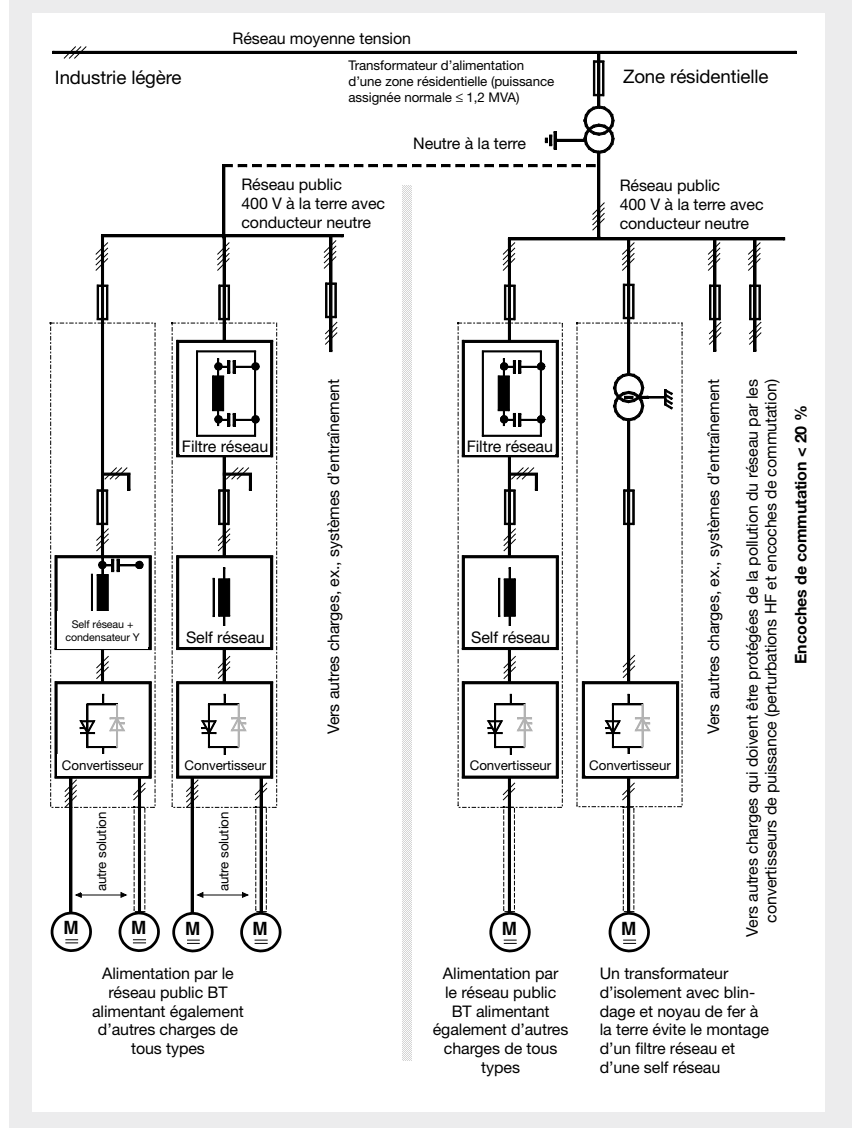 Réseau moyenne tension
Industrie légère
Transformateur d'alimentation
d'une zone résidentielle (puissance
assignée normale ≤ 1,2 MVA)
Zone résidentielle
Neutre à la terre
Réseau public
400 V à la terre avec
conducteur neutre
Réseau public
400 V à la terre avec
conducteur neutre
Filtre réseau
Filtre réseau
Self réseau +
condensateur Y
Self réseau
Self réseau
Convertisseur
Convertisseur
Convertisseur
Convertisseur
Vers autres charges, ex., systèmes d'entraînement
Vers autres charges, ex., systèmes d'entraînement
Vers autres charges qui doivent être protégées de la pollution du réseau par les
convertisseurs de puissance (perturbations HF et encoches de commutation)
Encoches de commutation < 20 %
autre solution
autre solution
M
M
M
M
M
M
Alimentation par le
réseau public BT
alimentant également
d'autres charges de
tous types
Alimentation par
le réseau public
BT alimentant
également d'autres
charges de tous
types
Un transformateur
d'isolement avec blin-
dage et noyau de fer à
la terre évite le montage
d'un filtre réseau et
d'une self réseau